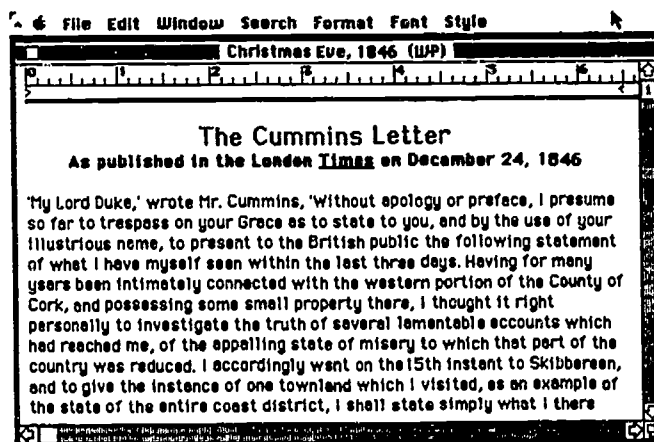 File Edit Window Search Format Font Style
Christmas Eve, 1846 (WP)
0 1 2 3 4 5 6
The Cummins Letter
As published in the London Times on December 24, 1846
'My Lord Duke,' wrote Mr. Cummins, 'Without apology or preface, I presume
so far to trespass on your Grace as to state to you, and by the use of your
illustrious name, to present to the British public the following statement
of what I have myself seen within the last three days. Having for many
years been intimately connected with the western portion of the County of
Cork, and possessing some small property there, I thought it right
personally to investigate the truth of several lamentable accounts which
had reached me, of the appalling state of misery to which that part of the
country was reduced. I accordingly went on the 15th instant to Skibbereen,
and to give the instance of one townland which I visited, as an example of
the state of the entire coast district, I shall state simply what I there